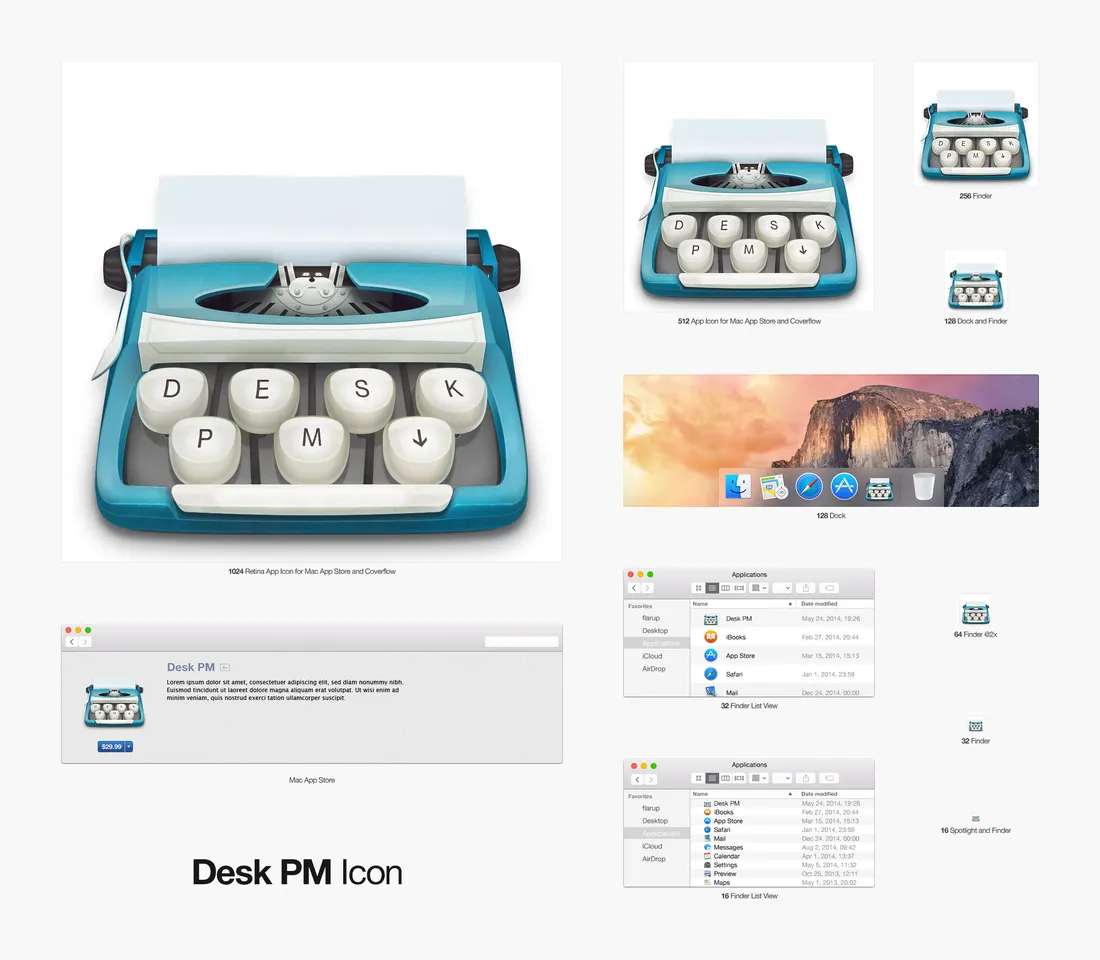 D E S K
P M ↓
1024 Retina App Icon for Mac App Store and Coverflow
D E S K
P M ↓
512 App Icon for Mac App Store and Coverflow
D E S K
P M ↓
256 Finder
128 Dock and Finder
128 Dock
Desk PM
Lorem ipsum dolor sit amet, consectetuer adipiscing elit, sed diam nonummy nibh.
Euismod tincidunt ut laoreet dolore magna aliquam erat volutpat. Ut wisi enim ad
minim veniam, quis nostrud exerci tation ullamcorper suscipit.
$29.99
Mac App Store
Desk PM Icon
Applications
Favorites
flarup
Desktop
Applications
iCloud
AirDrop
Name Date modified
Desk PM May 24, 2014, 19:26
iBooks Feb 27, 2014, 20:44
App Store Mar 15, 2014, 15:13
Safari Jan 1, 2014, 23:59
Mail Dec 24. 2014. 00:00
32 Finder List View
64 Finder @2x
32 Finder
Applications
Favorites
flarup
Desktop
Applications
iCloud
AirDrop
Name Date modified
Desk PM May 24, 2014, 19:26
iBooks Feb 27, 2014, 20:44
App Store Mar 15, 2014, 15:13
Safari Jan 1, 2014, 23:59
Mail Dec 24. 2014. 00:00
Messages Aug 2, 2014, 09:42
Calendar Apr 1, 2014, 13:37
Settings May 5, 2014, 11:32
Preview Oct 25, 2013, 12:11
Maps May 1, 2013, 20:02
16 Finder List View
16 Spotlight and Finder